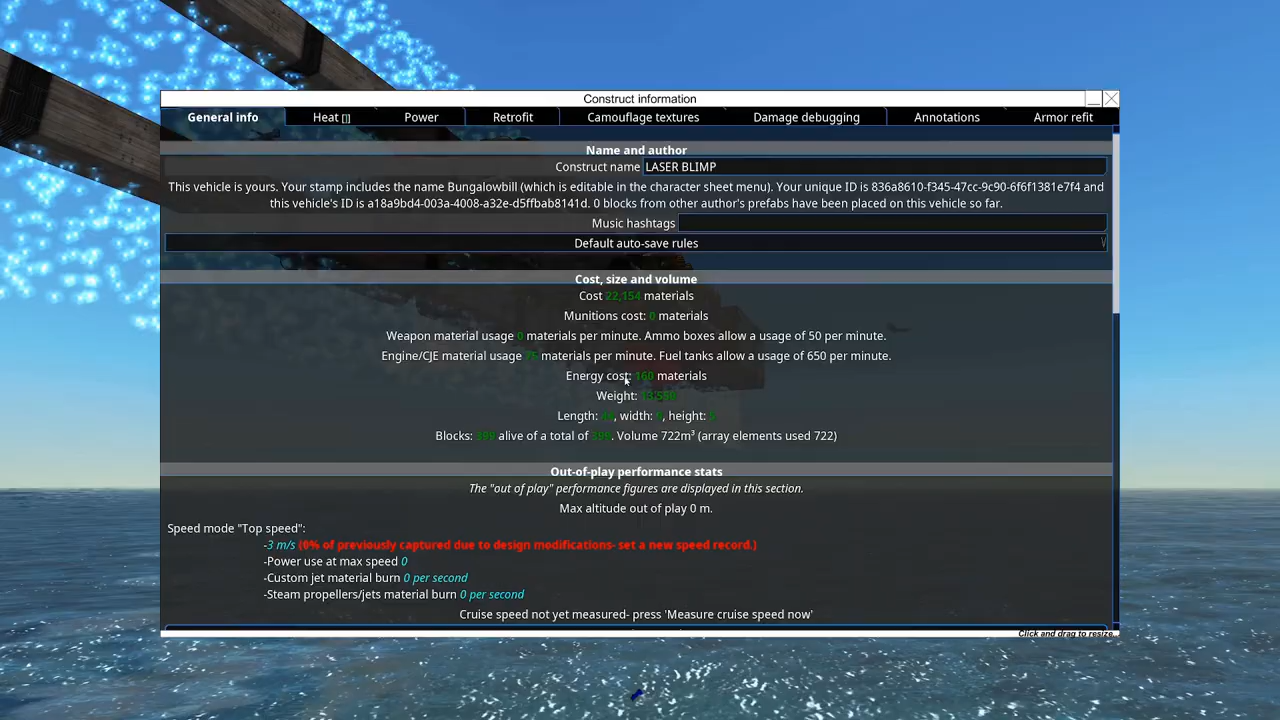 Construct information
General info Heat [] Power Retrofit Camouflage textures Damage debugging Annotations Armor refit
Name and author
Construct name LASER BLIMP
This vehicle is yours. Your stamp includes the name Bungalowbill (which is editable in the character sheet menu). Your unique ID is 836a8610-f345-47cc-9c90-6f6f1381e7f4 and
this vehicle's ID is a18a9bd4-003a-4008-a32e-d5ffbab8141d. 0 blocks from other author's prefabs have been placed on this vehicle so far.
Music hashtags
Default auto-save rules V
Cost, size and volume
Cost 22,154 materials
Munitions cost: 0 materials
Weapon material usage 0 materials per minute. Ammo boxes allow a usage of 50 per minute.
Engine/CJE material usage materials per minute. Fuel tanks allow a usage of 650 per minute.
Energy cost: 160 materials
Weight:
Length: , width: , height:
Blocks: 399 alive of a total of 399. Volume 722m³ (array elements used 722)
Out-of-play performance stats
The "out of play" performance figures are displayed in this section.
Max altitude out of play 0 m.
Speed mode "Top speed":
-3 m/s (0% of previously captured due to design modifications- set a new speed record.)
-Power use at max speed 0
-Custom jet material burn 0 per second
-Steam propellers/jets material burn 0 per second
Cruise speed not yet measured- press 'Measure cruise speed now'
Click and drag to resize.